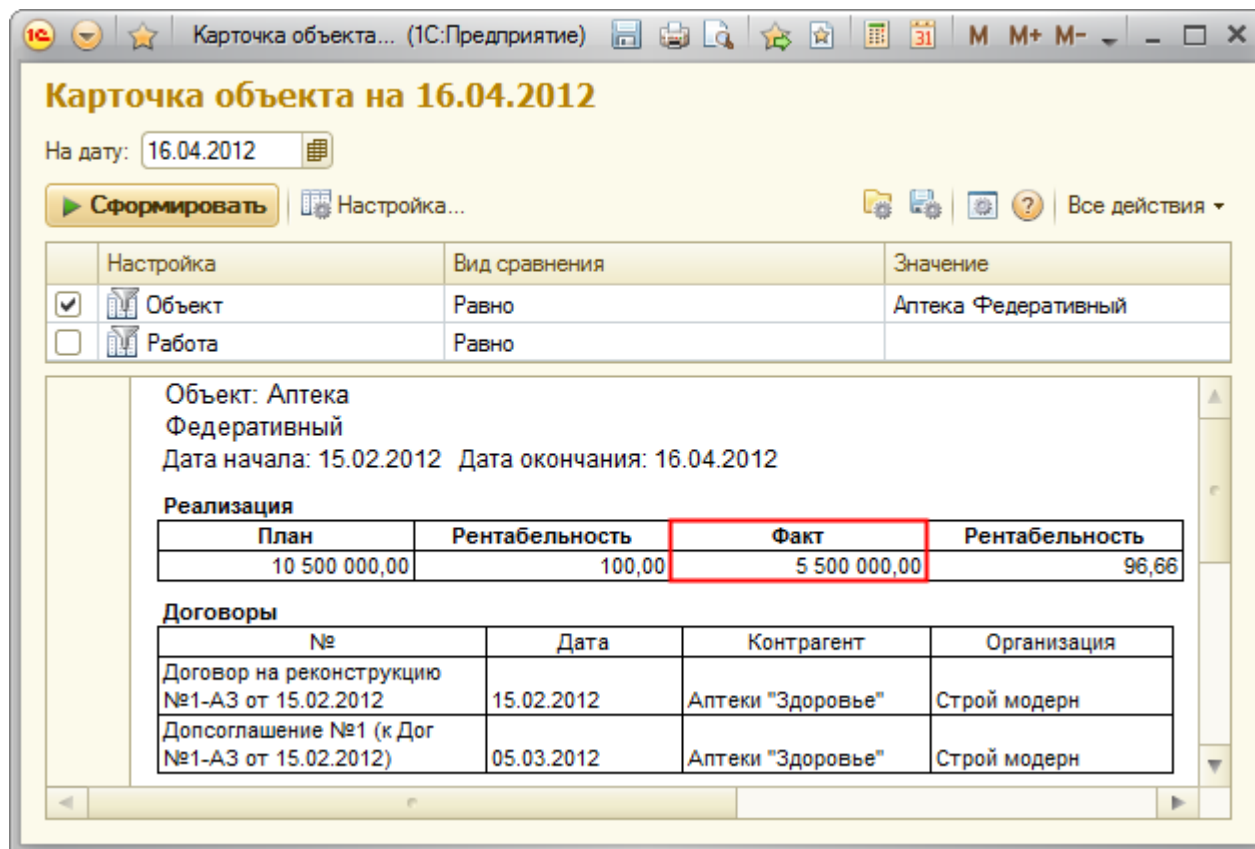 1С Карточка объекта... (1С:Предприятие) 31 M M+ M-
Карточка объекта на 16.04.2012
На дату: 16.04.2012
Сформировать Настройка... ? Все действия
Настройка Вид сравнения Значение
Объект Равно Аптека Федеративный
Работа Равно
Объект: Аптека
Федеративный
Дата начала: 15.02.2012 Дата окончания: 16.04.2012
Реализация
План Рентабельность Факт Рентабельность
10 500 000,00 100,00 5 500 000,00 96,66
Договоры
№ Дата Контрагент Организация
Договор на реконструкцию
№1-АЗ от 15.02.2012 15.02.2012 Аптеки "Здоровье" Строй модерн
Допсоглашение №1 (к Дог
№1-АЗ от 15.02.2012) 05.03.2012 Аптеки "Здоровье" Строй модерн